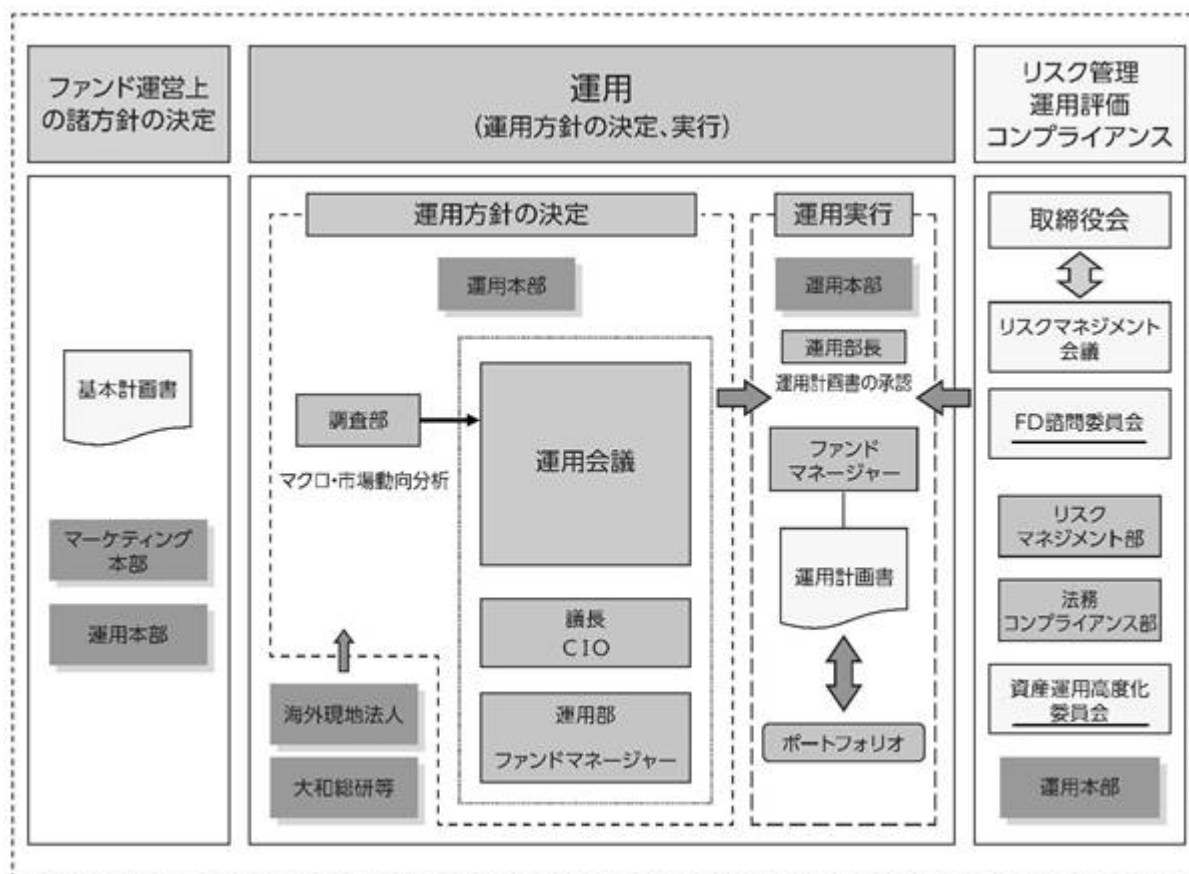 ファンド運営上
の諸方針の決定
運用
(運用方針の決定、実行)
リスク管理
運用評価
コンプライアンス
基本計画書
マーケティング
本部
運用本部
運用方針の決定
運用本部
調査部
マクロ・市場動向分析
運用会議
議長
CIO
運用部
ファンドマネージャー
海外現地法人
大和総研等
運用実行
運用本部
運用部長
運用計画書の承認
ファンド
マネージャー
運用計画書
ポートフォリオ
取締役会
リスクマネジメント
会議
FD諮問委員会
リスク
マネジメント部
法務
コンプライアンス部
資産運用高度化
委員会
運用本部